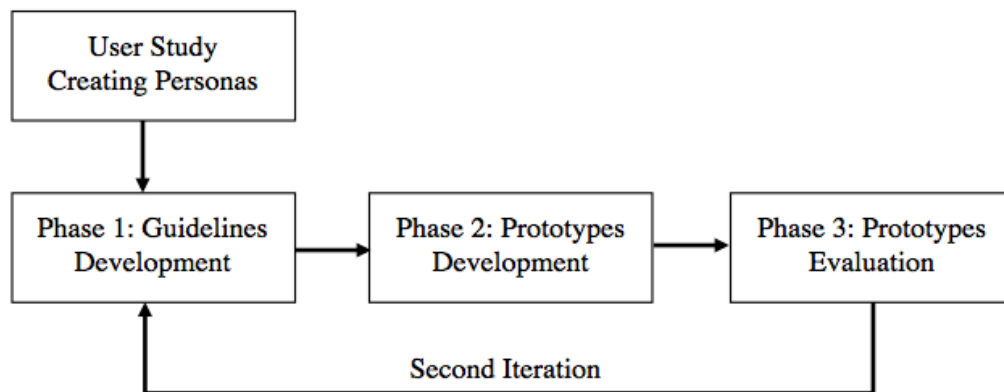 User Study
Creating Personas
Phase 1: Guidelines
Development
Phase 2: Prototypes
Development
Phase 3: Prototypes
Evaluation
Second Iteration